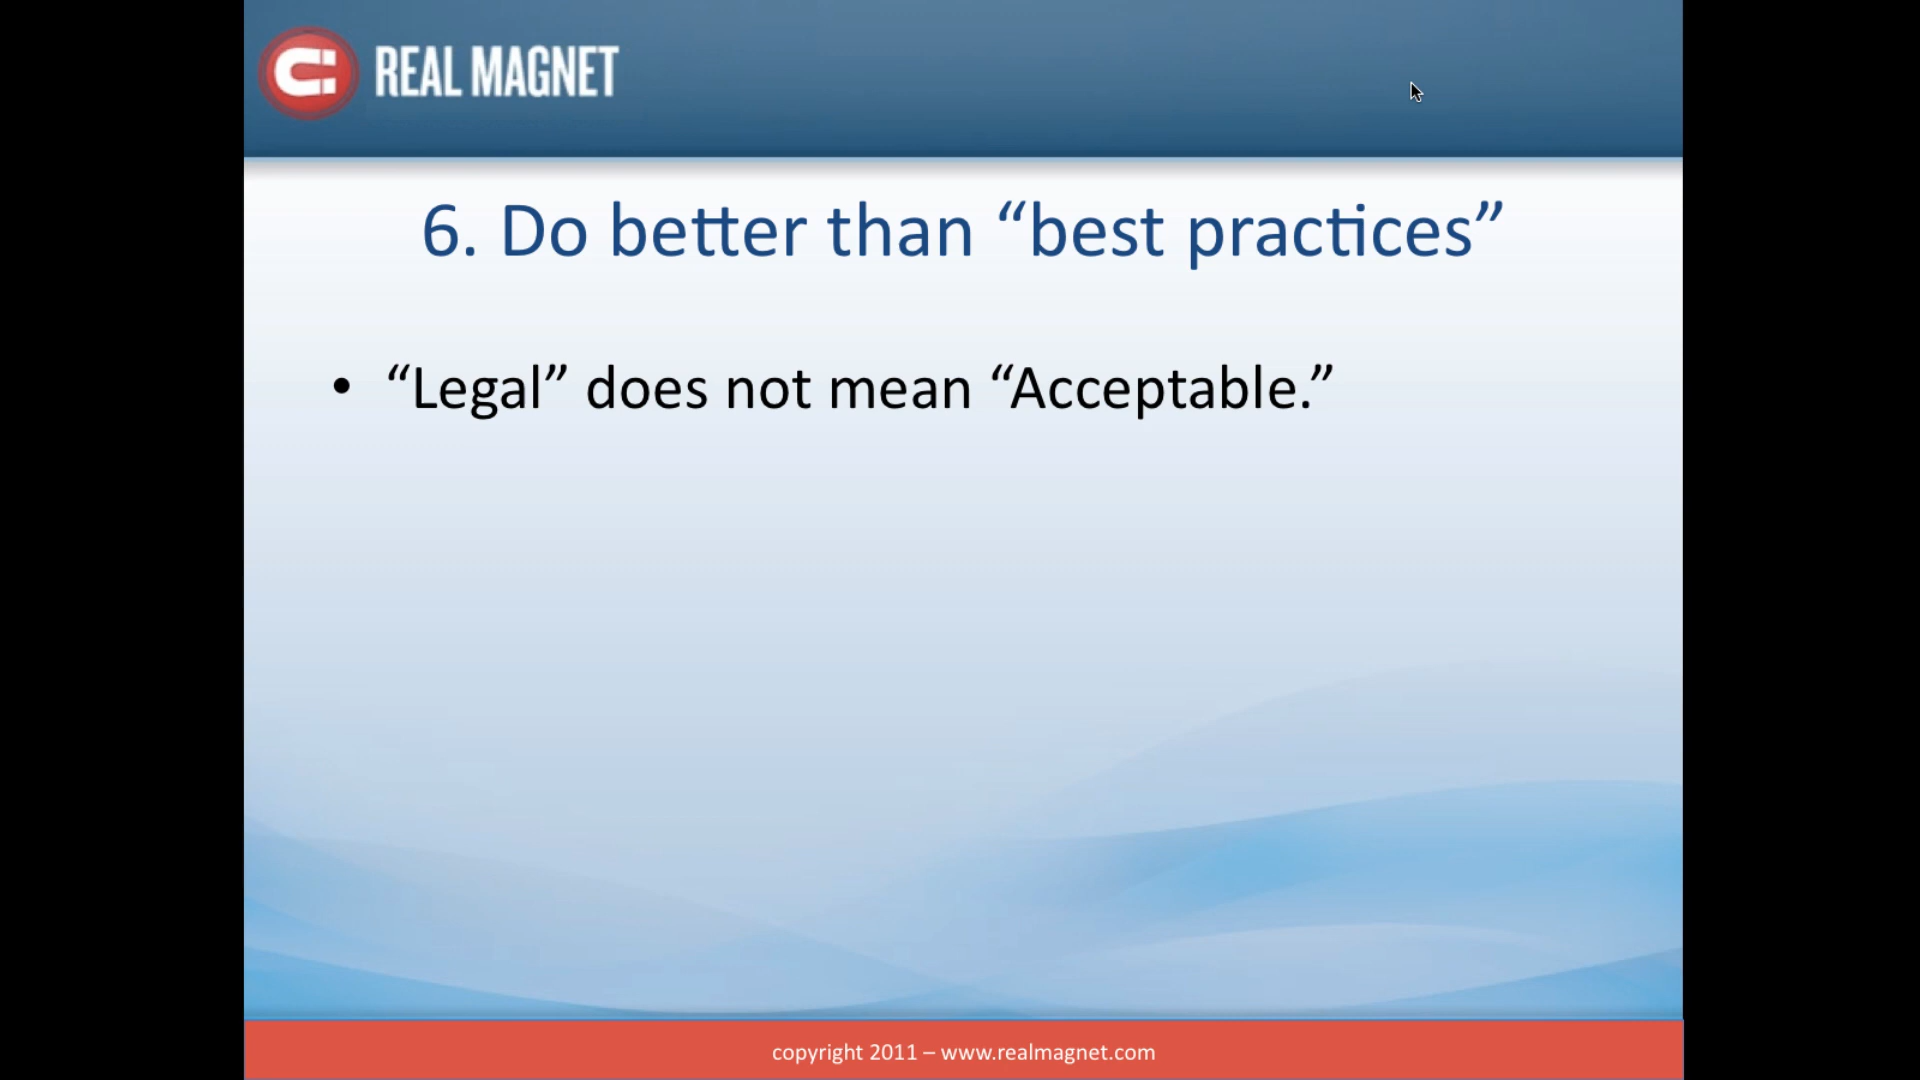 REAL MAGNET
6. Do better than “best practices”
• “Legal” does not mean “Acceptable.”
copyright 2011 – www.realmagnet.com